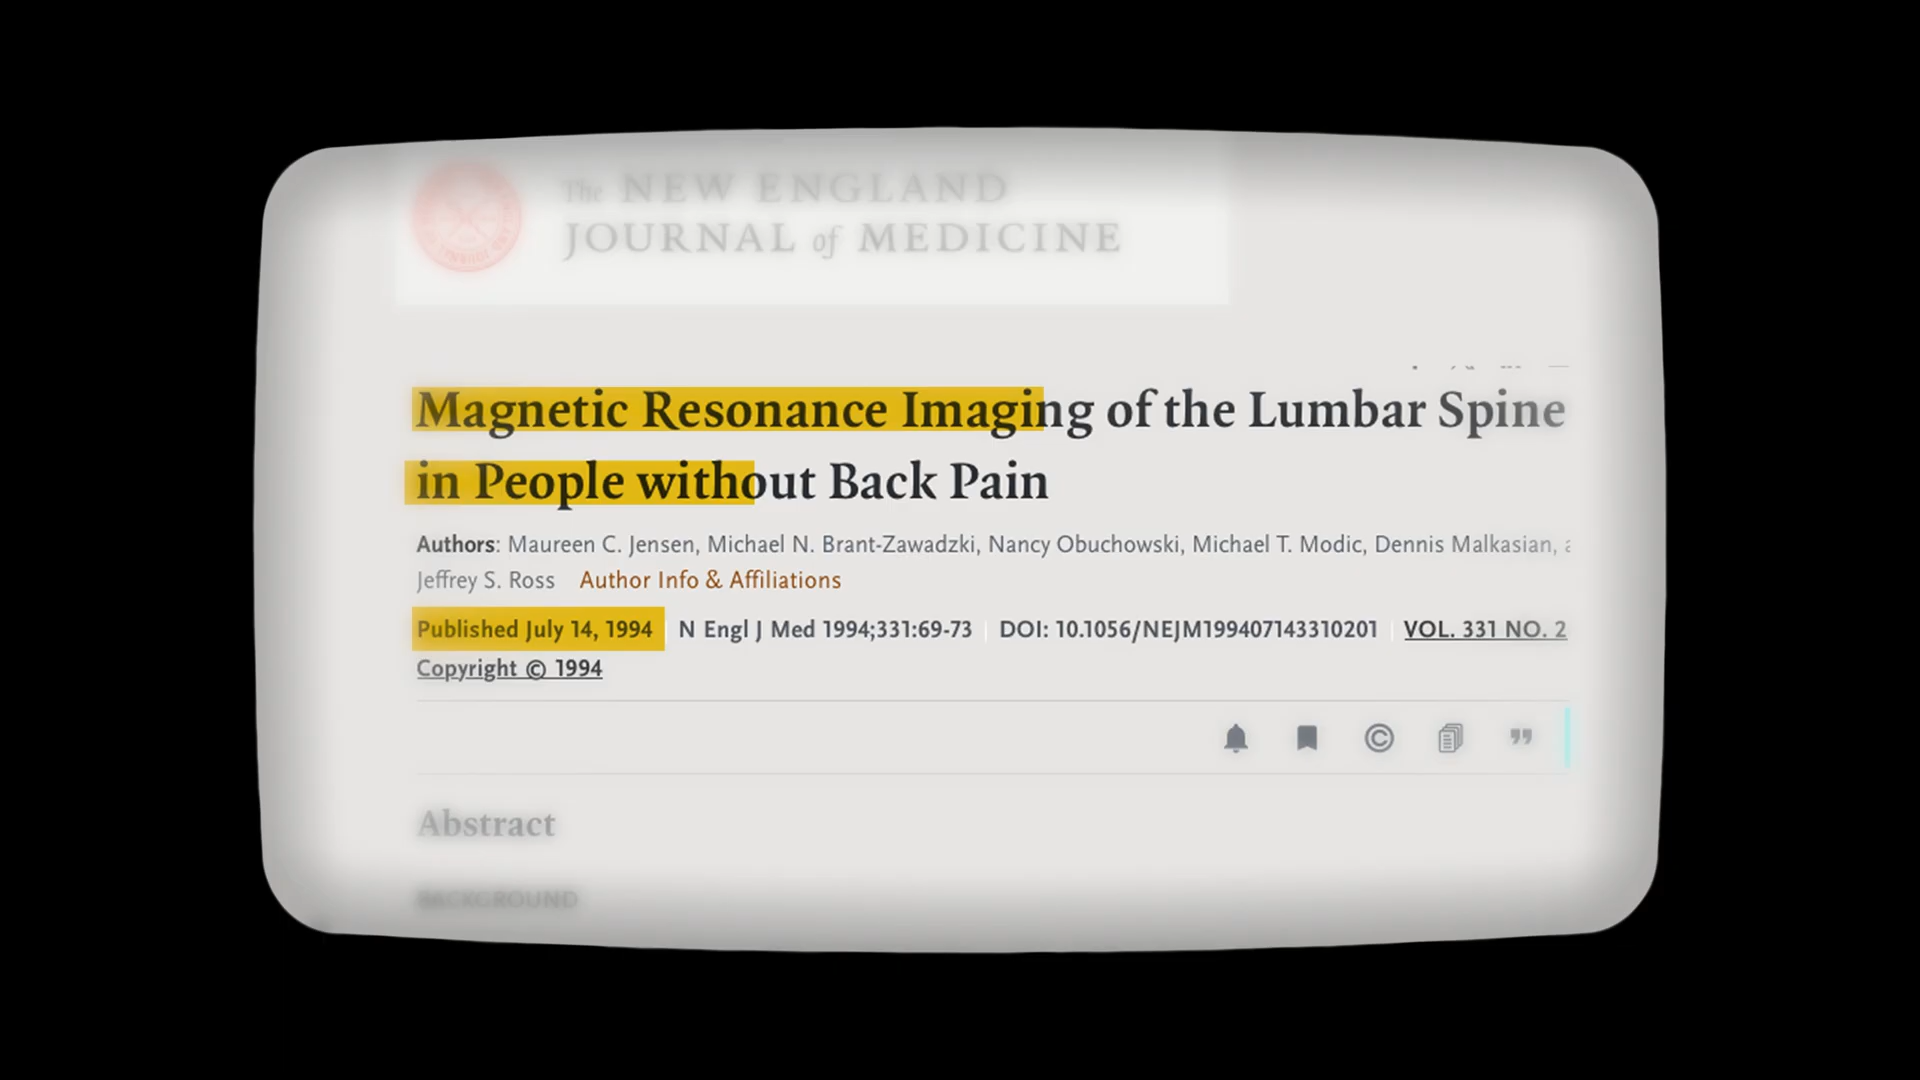 The NEW ENGLAND
JOURNAL of MEDICINE
Magnetic Resonance Imaging of the Lumbar Spine
in People without Back Pain
Authors: Maureen C. Jensen, Michael N. Brant-Zawadzki, Nancy Obuchowski, Michael T. Modic, Dennis Malkasian,
Jeffrey S. Ross Author Info & Affiliations
Published July 14, 1994 N Engl J Med 1994;331:69-73 DOI: 10.1056/NEJM199407143310201 VOL. 331 NO. 2
Copyright © 1994
Abstract
BACKGROUND